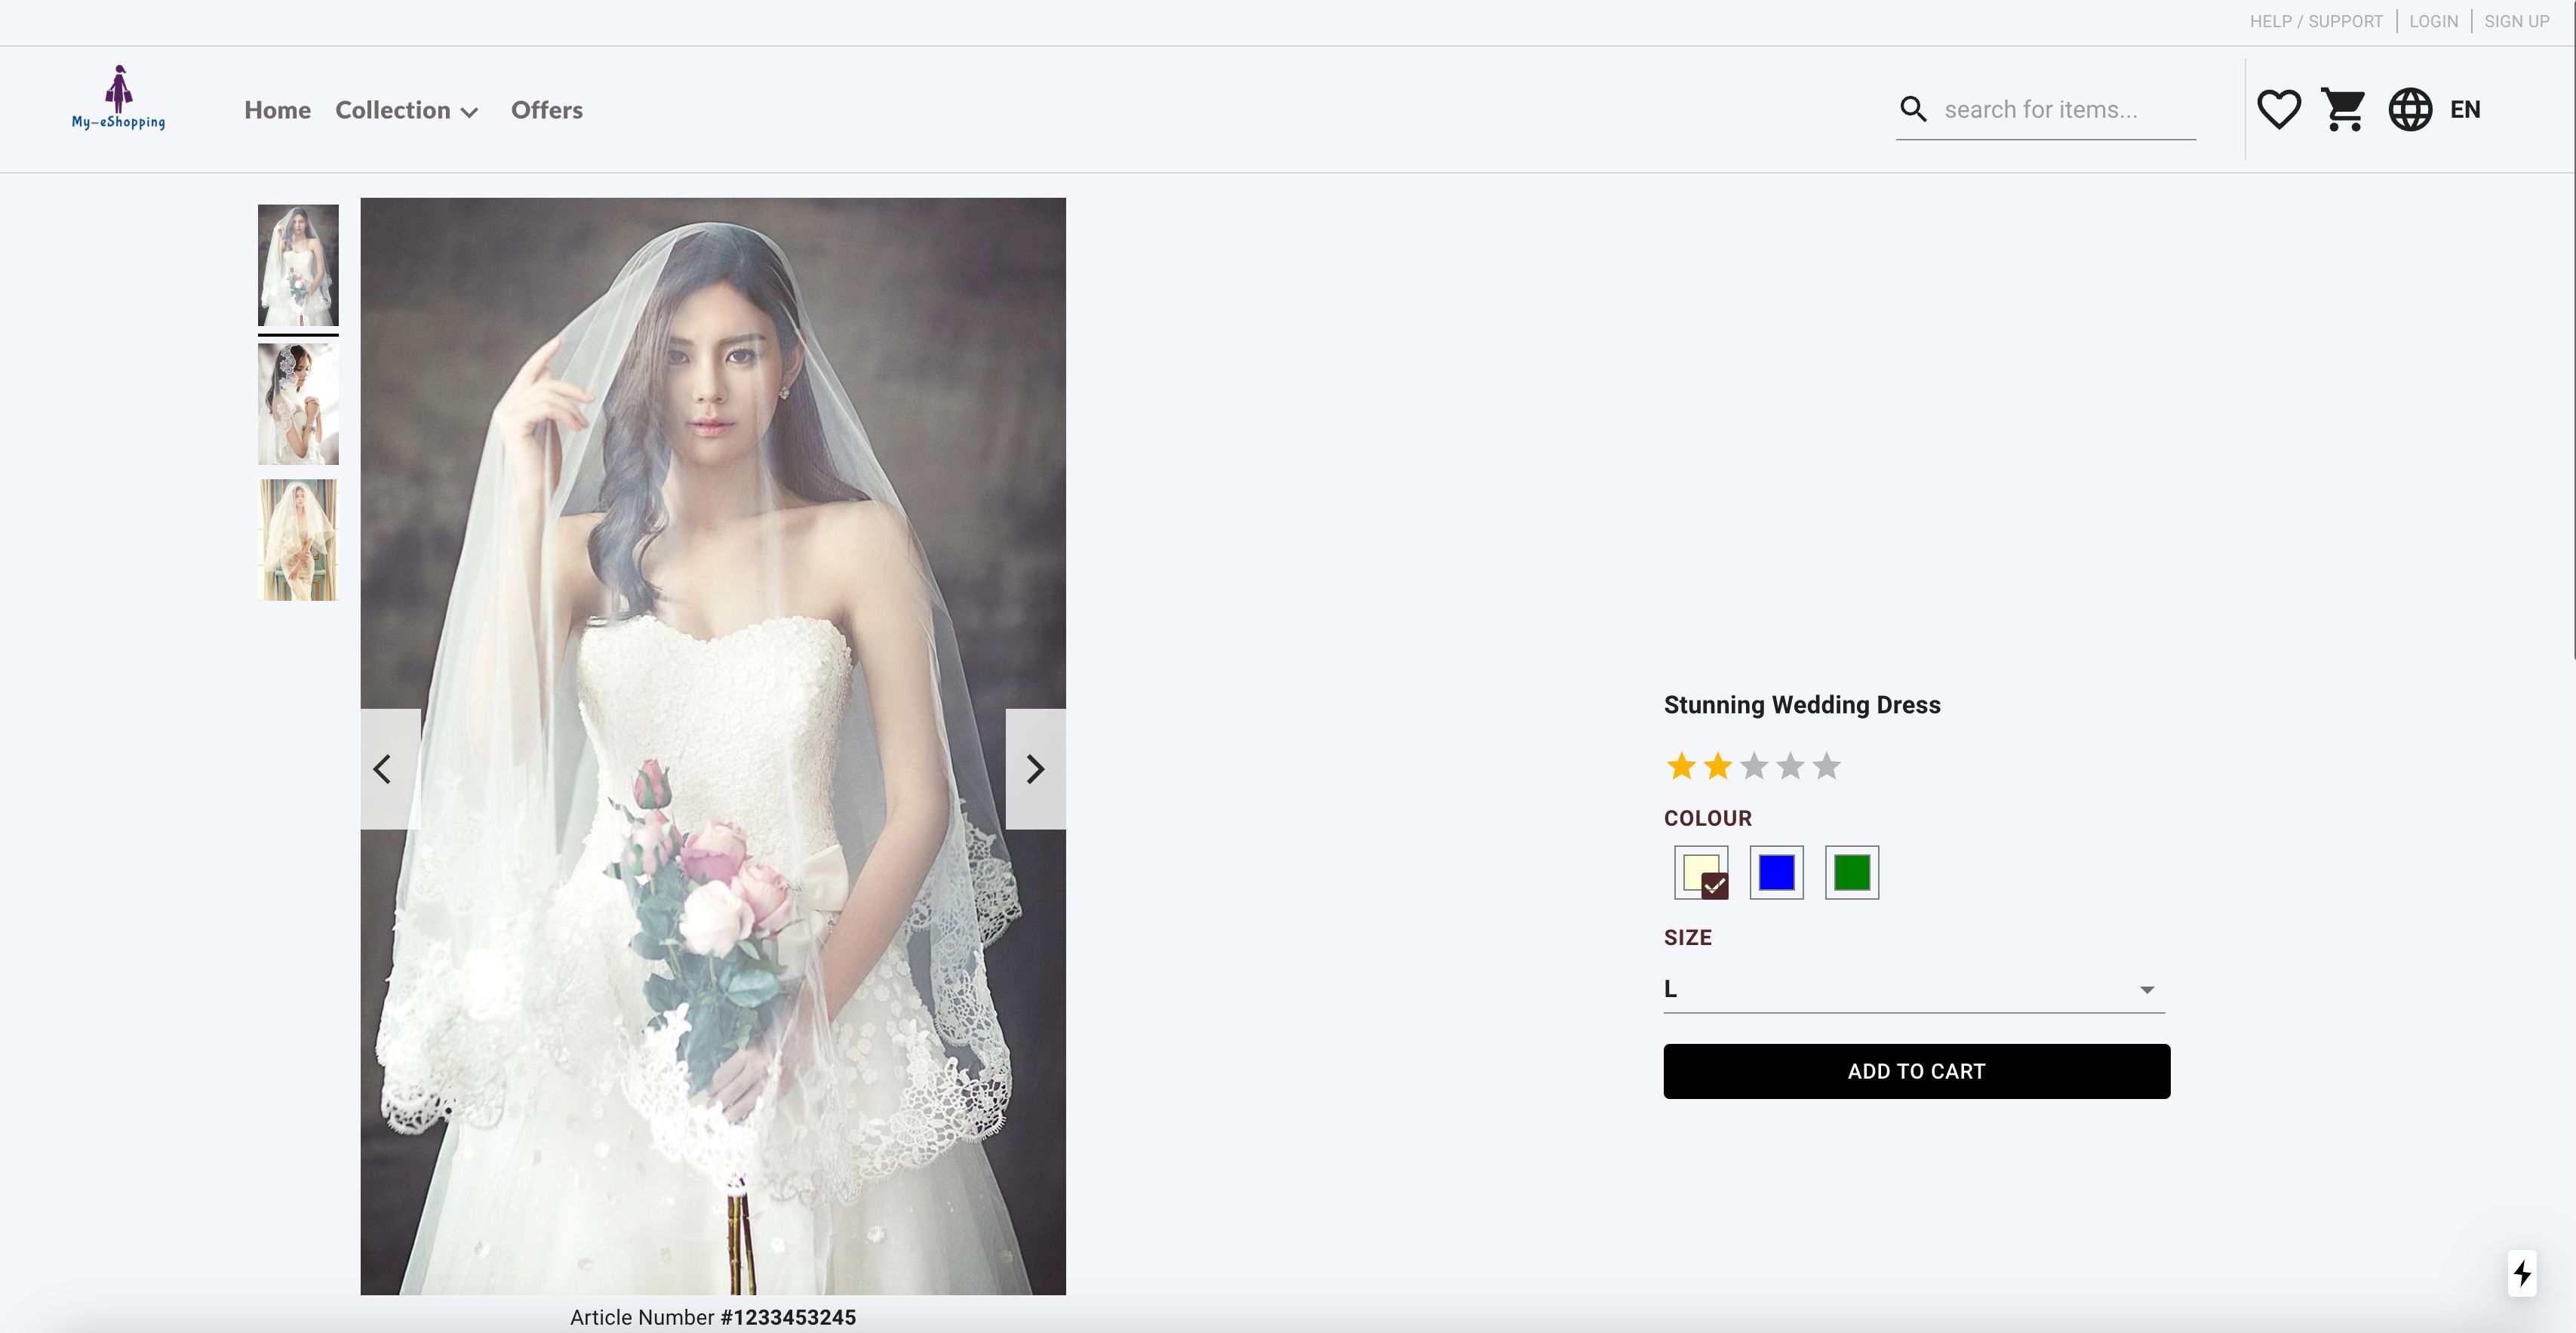 HELP / SUPPORT
LOGIN
SIGN UP
My-eShopping
Home
Collection
Offers
search for items...
EN
Stunning Wedding Dress
COLOUR
SIZE
L
ADD TO CART
Article Number #1233453245